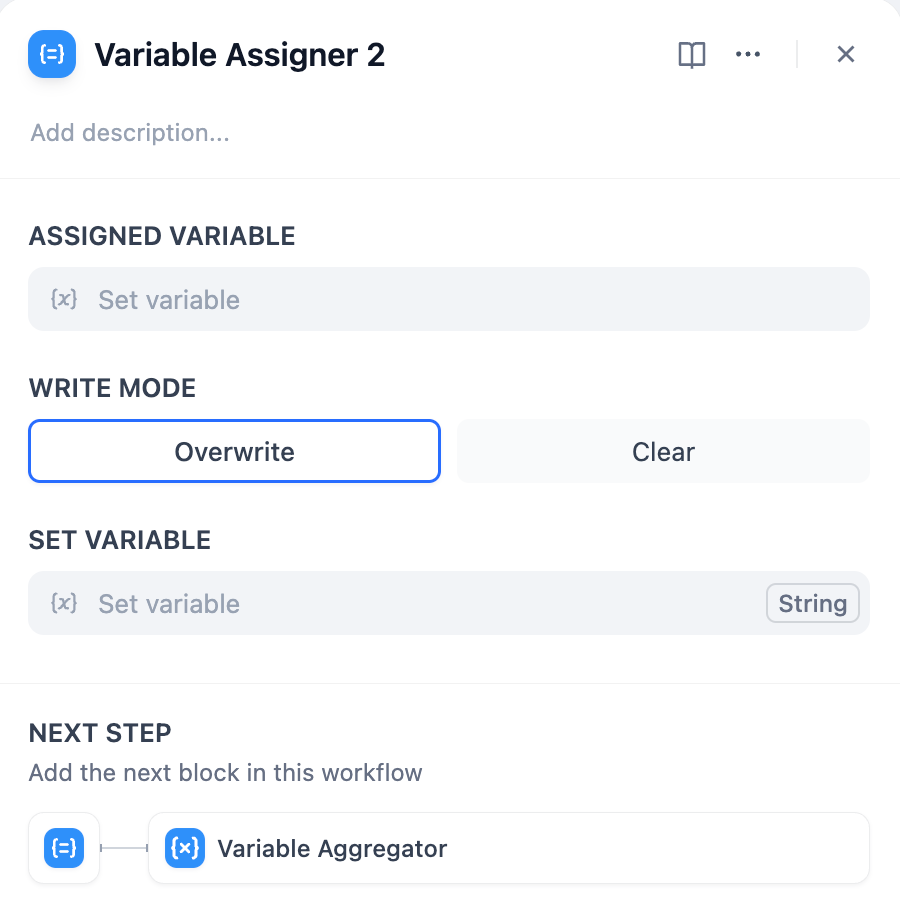 Variable Assigner 2
Add description...
ASSIGNED VARIABLE
{x} Set variable
WRITE MODE
Overwrite
Clear
SET VARIABLE
{x} Set variable
String
NEXT STEP
Add the next block in this workflow
Variable Aggregator